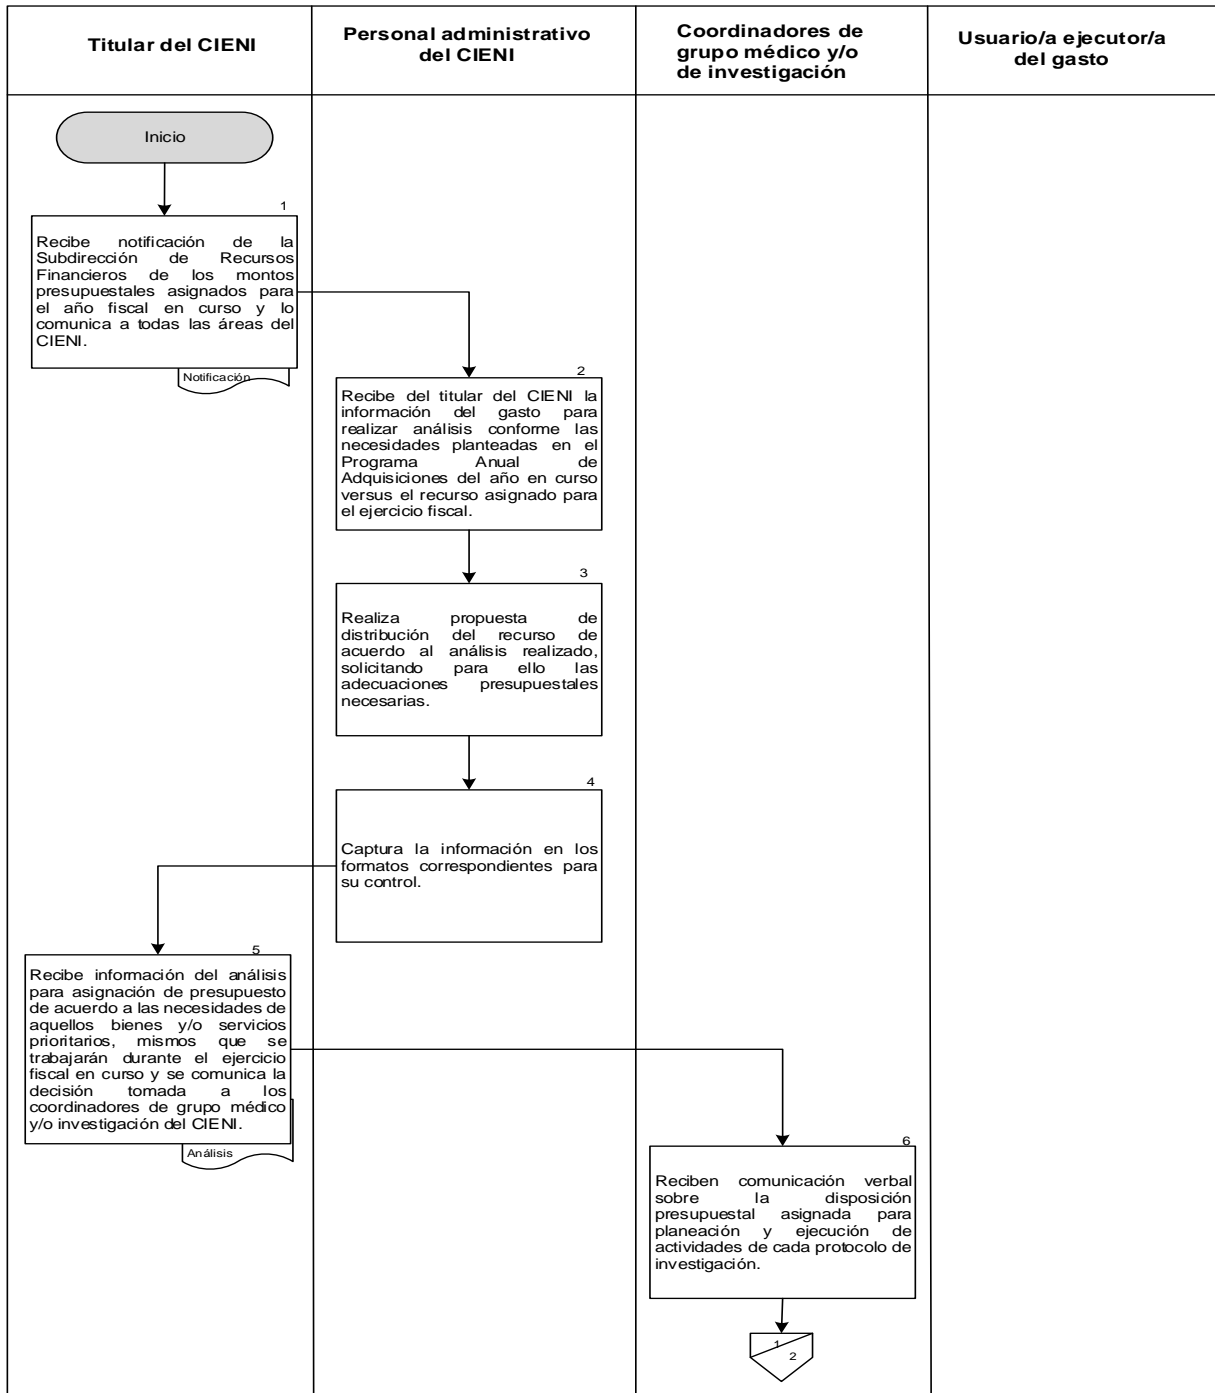 Titular del CIENI
Personal administrativo
del CIENI
Coordinadores de
grupo médico y/o
de investigación
Usuario/a ejecutor/a
del gasto
Inicio
1
Recibe notificación de la
Subdirección de Recursos
Financieros de los montos
presupuestales asignados para
el año fiscal en curso y lo
comunica a todas las áreas del
CIENI.
Notificación
2
Recibe del titular del CIENI la
información del gasto para
realizar análisis conforme las
necesidades planteadas en el
Programa Anual de
Adquisiciones del año en curso
versus el recurso asignado para
el ejercicio fiscal.
3
Realiza propuesta de
distribución del recurso de
acuerdo al análisis realizado,
solicitando para ello las
adecuaciones presupuestales
necesarias.
4
Captura la información en los
formatos correspondientes para
su control.
5
Recibe información del análisis
para asignación de presupuesto
de acuerdo a las necesidades de
aquellos bienes y/o servicios
prioritarios, mismos que se
trabajarán durante el ejercicio
fiscal en curso y se comunica la
decisión tomada a los
coordinadores de grupo médico
y/o investigación del CIENI.
Análisis
6
Reciben comunicación verbal
sobre la disposición
presupuestal asignada para
planeación y ejecución de
actividades de cada protocolo de
investigación.
1
2